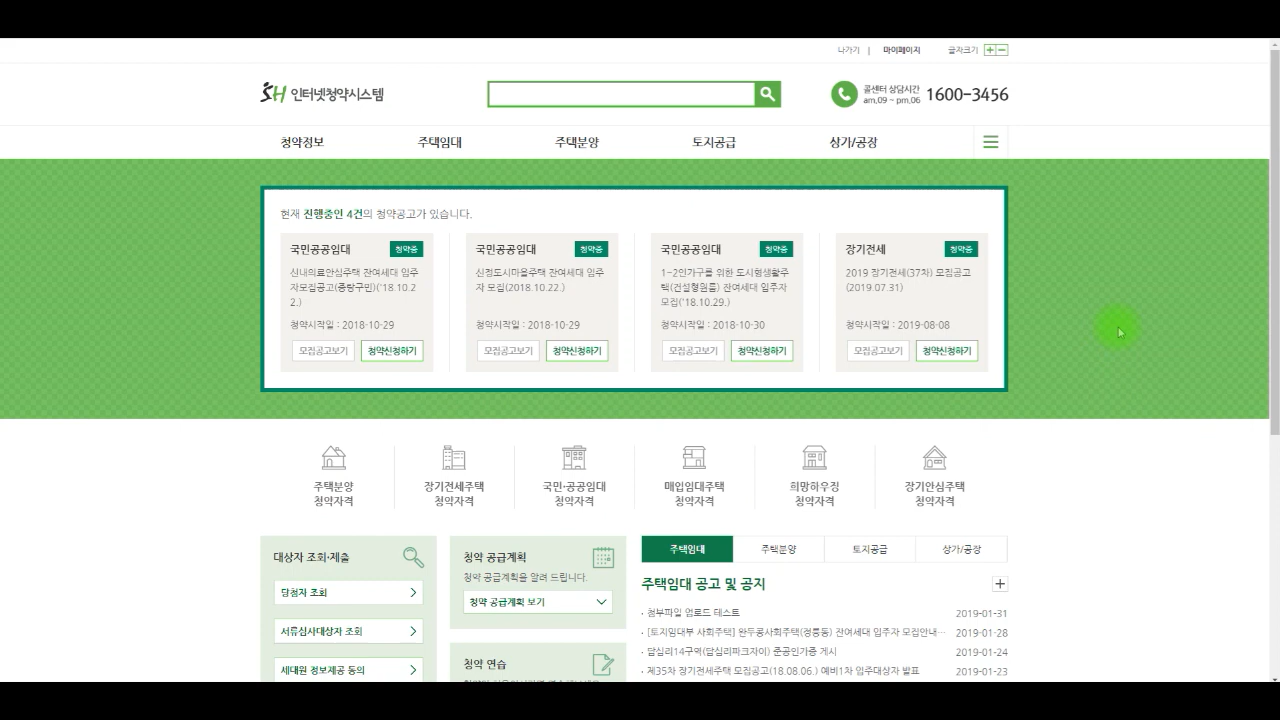 나가기 | 마이페이지 글자크기
SH 인터넷청약시스템
콜센터 상담시간
am.09 ~ pm.06
1600-3456
청약정보 주택임대 주택분양 토지공급 상가/공장
현재 진행중인 4건의 청약공고가 있습니다.
국민공공임대 청약중
신내의료안심주택 잔여세대 입주
자모집공고(중랑구민)('18.10.2
2.)
청약시작일 : 2018-10-29
모집공고보기 청약신청하기
국민공공임대 청약중
신정도시마을주택 잔여세대 입주
자 모집(2018.10.22.)
청약시작일 : 2018-10-29
모집공고보기 청약신청하기
국민공공임대 청약중
1~2인가구를 위한 도시형생활주
택(건설형원룸) 잔여세대 입주자
모집('18.10.29.)
청약시작일 : 2018-10-30
모집공고보기 청약신청하기
장기전세 청약중
2019 장기전세(37차) 모집공고
(2019.07.31)
청약시작일 : 2019-08-08
모집공고보기 청약신청하기
주택분양
청약자격
장기전세주택
청약자격
국민·공공임대
청약자격
매입임대주택
청약자격
희망하우징
청약자격
장기안심주택
청약자격
대상자 조회·제출
당첨자 조회
서류심사대상자 조회
세대원 정보제공 동의
청약 공급계획
청약 공급계획을 알려 드립니다.
청약 공급계획 보기
청약 연습
주택임대 주택분양 토지공급 상가/공장
주택임대 공고 및 공지
· 첨부파일 업로드 테스트 2019-01-31
· [토지임대부 사회주택] 완두콩사회주택(정릉동) 잔여세대 입주자 모집안내… 2019-01-28
· 답십리14구역(답십리파크자이) 준공인가증 게시 2019-01-24
· 제35차 장기전세주택 모집공고(18.08.06.) 예비1차 입주대상자 발표 2019-01-23